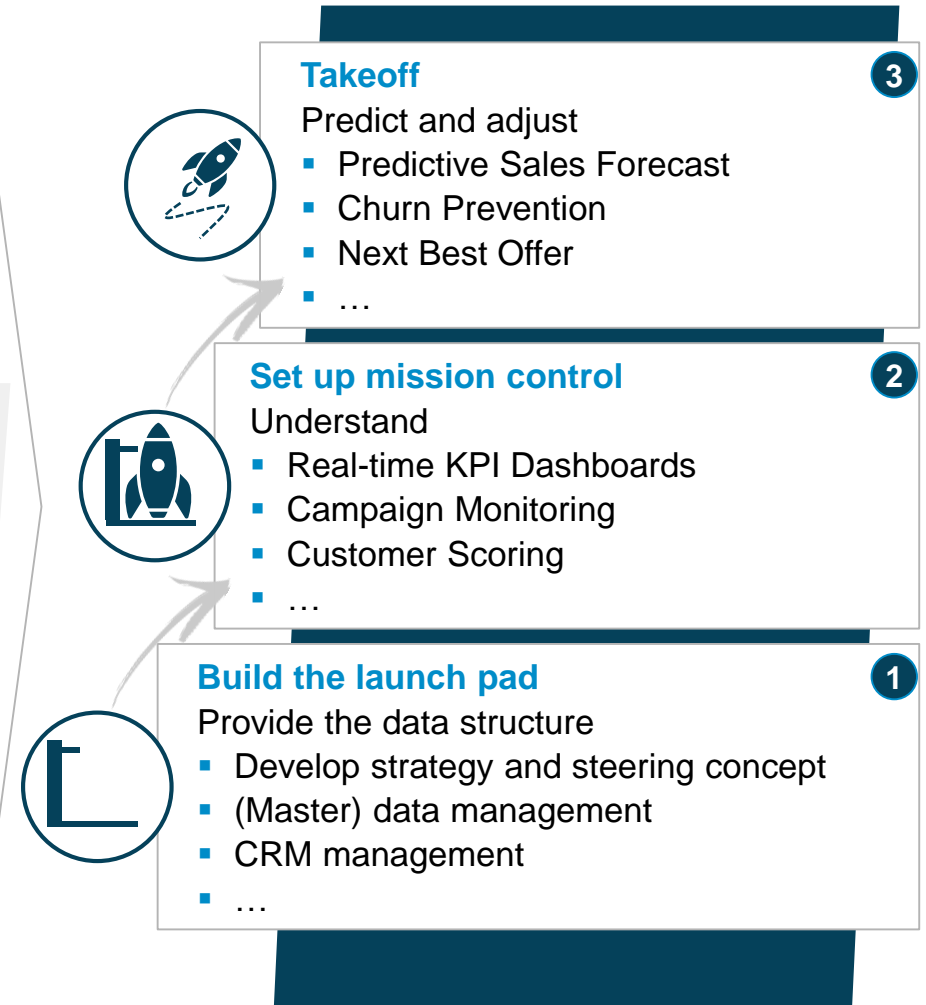 Takeoff
3
Predict and adjust
▪ Predictive Sales Forecast
▪ Churn Prevention
▪ Next Best Offer
▪ …
Set up mission control
2
Understand
▪ Real-time KPI Dashboards
▪ Campaign Monitoring
▪ Customer Scoring
▪ …
Build the launch pad
1
Provide the data structure
▪ Develop strategy and steering concept
▪ (Master) data management
▪ CRM management
▪ …